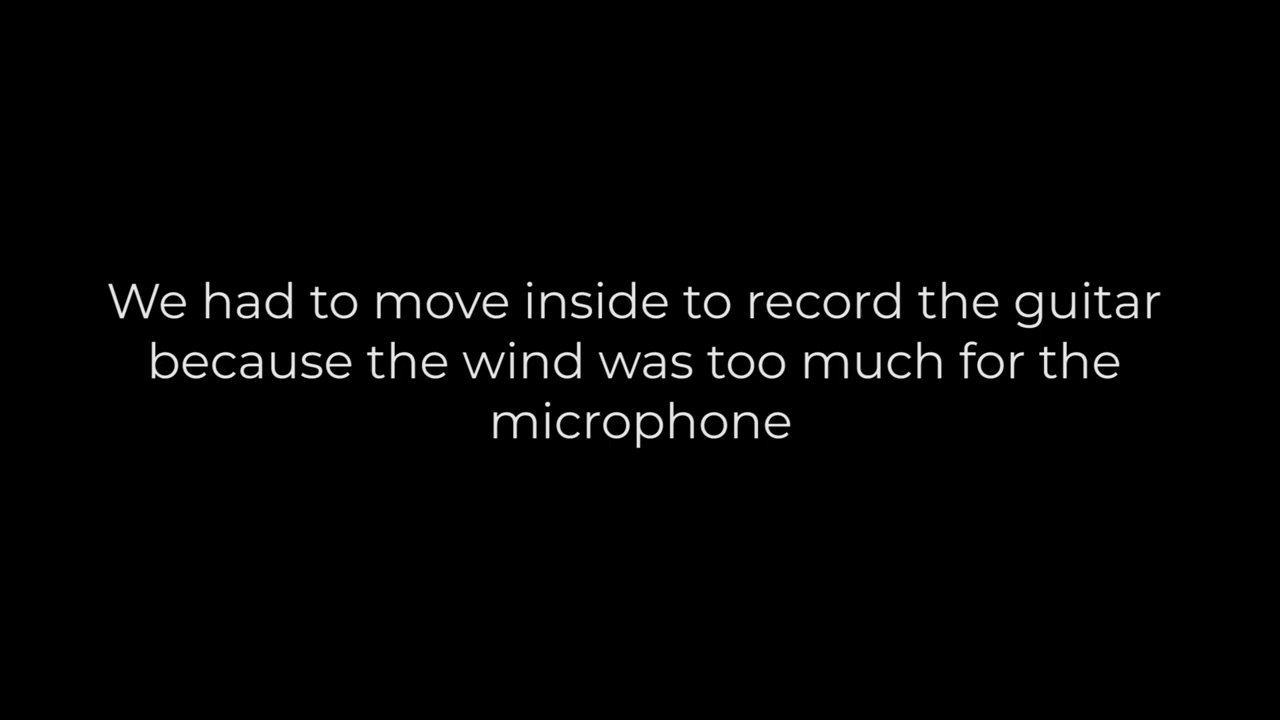 We had to move inside to record the guitar
because the wind was too much for the
microphone